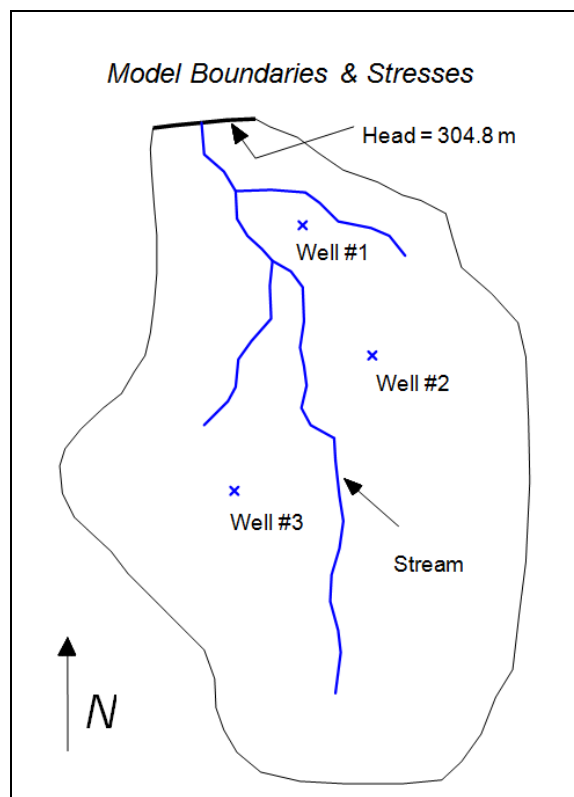 Model Boundaries & Stresses
Head = 304.8 m
Well #1
Well #2
Well #3
Stream
N